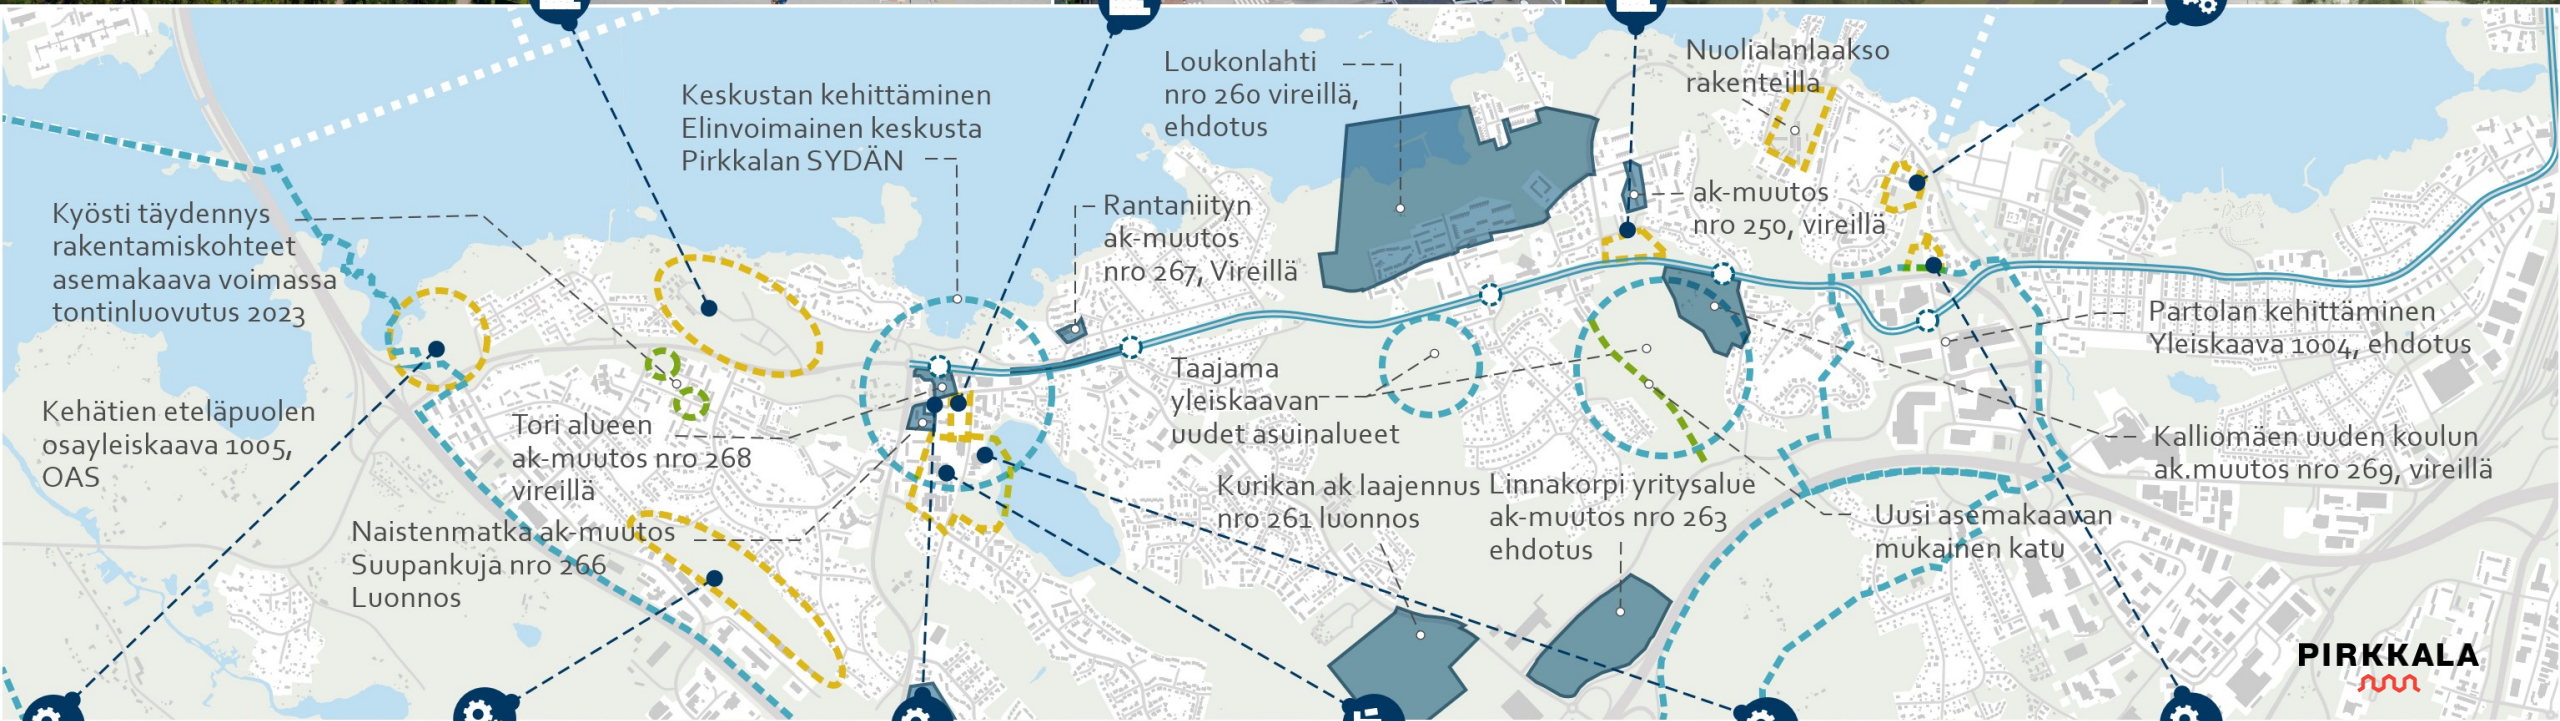 Keskustan kehittäminen
Elinvoimainen keskusta
Pirkkalan SYDÄN
Loukonlahti
nro 260 vireillä,
ehdotus
Nuolialanlaakso
rakenteilla
Kyösti täydennys
rakentamiskohteet
asemakaava voimassa
tontinluovutus 2023
Rantaniityn
ak-muutos
nro 267, Vireillä
ak-muutos
nro 250, vireillä
Partolan kehittäminen
Yleiskaava 1004, ehdotus
Kehätien eteläpuolen
osayleiskaava 1005,
OAS
Tori alueen
ak-muutos nro 268
vireillä
Taajama
yleiskaavan
uudet asuinalueet
Kalliomäen uuden koulun
ak.muutos nro 269, vireillä
Naistenmatka ak-muutos
Suupankuja nro 266
Luonnos
Kurikan ak laajennus
nro 261 luonnos
Linnakorpi yritysalue
ak-muutos nro 263
ehdotus
Uusi asemakaavan
mukainen katu
PIRKKALA